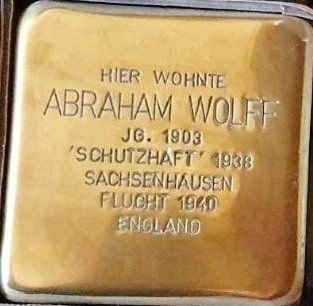 HIER WOHNTE
ABRAHAM WOLFF
JG. 1903
'SCHUTZHAFT' 1938
SACHSENHAUSEN
FLUCHT 1940
ENGLAND